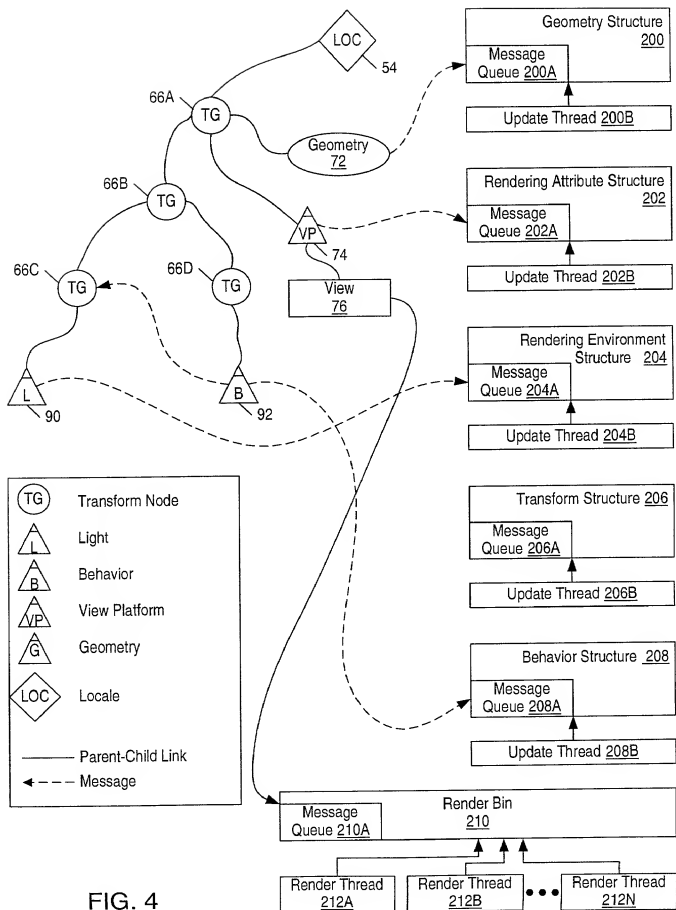 LOC
54
66A
TG
Geometry
72
66B
TG
VP
74
66C
TG
66D
TG
View
76
L
90
B
92
Geometry Structure
200
Message
Queue 200A
Update Thread 200B
Rendering Attribute Structure
202
Message
Queue 202A
Update Thread 202B
Rendering Environment
Structure 204
Message
Queue 204A
Update Thread 204B
Transform Structure 206
Message
Queue 206A
Update Thread 206B
Behavior Structure 208
Message
Queue 208A
Update Thread 208B
TG Transform Node
L Light
B Behavior
VP View Platform
G Geometry
LOC Locale
Parent-Child Link
Message
Render Bin
210
Message
Queue 210A
Render Thread
212A
Render Thread
212B
Render Thread
212N
FIG. 4